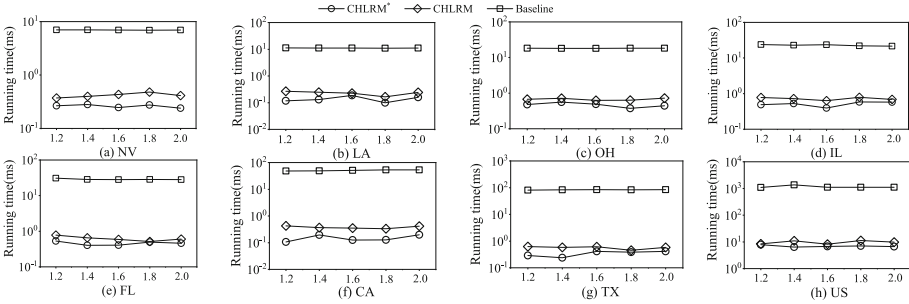 CHLRM* CHLRM Baseline
Running time(ms) 10^1 10^0 10^-1 1.2 1.4 1.6 1.8 2.0
(a) NV
Running time(ms) 10^2 10^1 10^0 10^-1 10^-2 1.2 1.4 1.6 1.8 2.0
(b) LA
Running time(ms) 10^2 10^1 10^0 10^-1 1.2 1.4 1.6 1.8 2.0
(c) OH
Running time(ms) 10^2 10^1 10^0 10^-1 1.2 1.4 1.6 1.8 2.0
(d) IL
Running time(ms) 10^2 10^1 10^0 10^-1 1.2 1.4 1.6 1.8 2.0
(e) FL
Running time(ms) 10^2 10^1 10^0 10^-1 10^-2 1.2 1.4 1.6 1.8 2.0
(f) CA
Running time(ms) 10^3 10^2 10^1 10^0 10^-1 1.2 1.4 1.6 1.8 2.0
(g) TX
Running time(ms) 10^4 10^3 10^2 10^1 10^0 1.2 1.4 1.6 1.8 2.0
(h) US